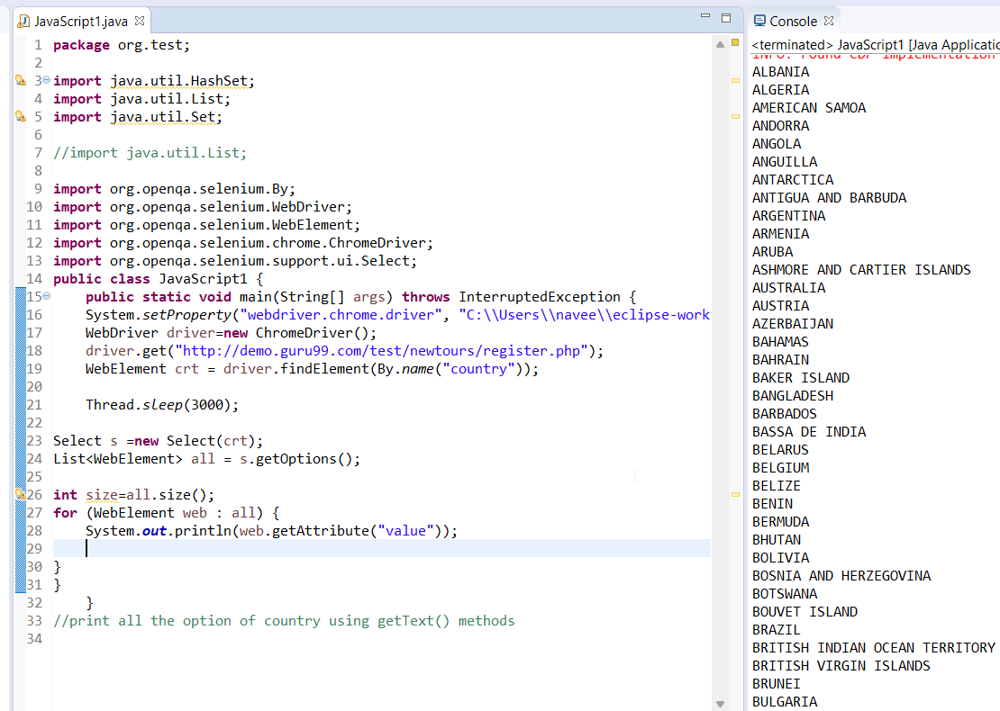 JavaScript1.java
1 package org.test;
2
3 import java.util.HashSet;
4 import java.util.List;
5 import java.util.Set;
6
7 //import java.util.List;
8
9 import org.openqa.selenium.By;
10 import org.openqa.selenium.WebDriver;
11 import org.openqa.selenium.WebElement;
12 import org.openqa.selenium.chrome.ChromeDriver;
13 import org.openqa.selenium.support.ui.Select;
14 public class JavaScript1 {
15 public static void main(String[] args) throws InterruptedException {
16 System.setProperty("webdriver.chrome.driver", "C:\\Users\\navee\\eclipse-work
17 WebDriver driver=new ChromeDriver();
18 driver.get("http://demo.guru99.com/test/newtours/register.php");
19 WebElement crt = driver.findElement(By.name("country"));
20
21 Thread.sleep(3000);
22
23 Select s =new Select(crt);
24 List<WebElement> all = s.getOptions();
25
26 int size=all.size();
27 for (WebElement web : all) {
28 System.out.println(web.getAttribute("value"));
29
30 }
31 }
32 }
33 //print all the option of country using getText() methods
34
Console
<terminated> JavaScript1 [Java Applicatio
INFO: Found CDP implementation
ALBANIA
ALGERIA
AMERICAN SAMOA
ANDORRA
ANGOLA
ANGUILLA
ANTARCTICA
ANTIGUA AND BARBUDA
ARGENTINA
ARMENIA
ARUBA
ASHMORE AND CARTIER ISLANDS
AUSTRALIA
AUSTRIA
AZERBAIJAN
BAHAMAS
BAHRAIN
BAKER ISLAND
BANGLADESH
BARBADOS
BASSA DE INDIA
BELARUS
BELGIUM
BELIZE
BENIN
BERMUDA
BHUTAN
BOLIVIA
BOSNIA AND HERZEGOVINA
BOTSWANA
BOUVET ISLAND
BRAZIL
BRITISH INDIAN OCEAN TERRITORY
BRITISH VIRGIN ISLANDS
BRUNEI
BULGARIA